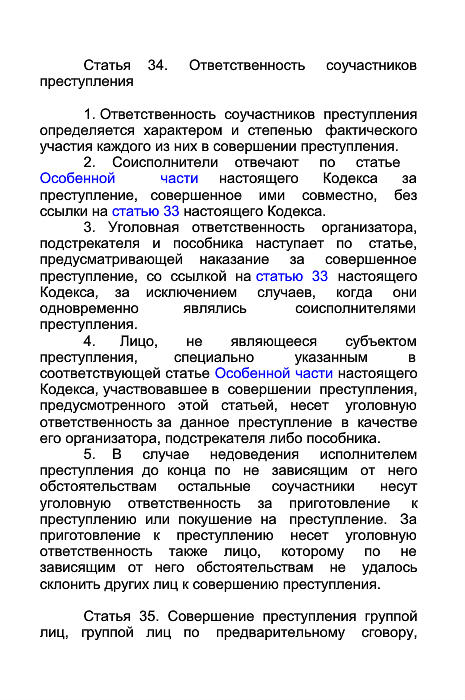 Статья 34. Ответственность соучастников
преступления
1. Ответственность соучастников преступления
определяется характером и степенью фактического
участия каждого из них в совершении преступления.
2. Соисполнители отвечают по статье
Особенной части настоящего Кодекса за
преступление, совершенное ими совместно, без
ссылки на статью 33 настоящего Кодекса.
3. Уголовная ответственность организатора,
подстрекателя и пособника наступает по статье,
предусматривающей наказание за совершенное
преступление, со ссылкой на статью 33 настоящего
Кодекса, за исключением случаев, когда они
одновременно являлись соисполнителями
преступления.
4. Лицо, не являющееся субъектом
преступления, специально указанным в
соответствующей статье Особенной части настоящего
Кодекса, участвовавшее в совершении преступления,
предусмотренного этой статьей, несет уголовную
ответственность за данное преступление в качестве
его организатора, подстрекателя либо пособника.
5. В случае недоведения исполнителем
преступления до конца по не зависящим от него
обстоятельствам остальные соучастники несут
уголовную ответственность за приготовление к
преступлению или покушение на преступление. За
приготовление к преступлению несет уголовную
ответственность также лицо, которому по не
зависящим от него обстоятельствам не удалось
склонить других лиц к совершению преступления.
Статья 35. Совершение преступления группой
лиц, группой лиц по предварительному сговору,